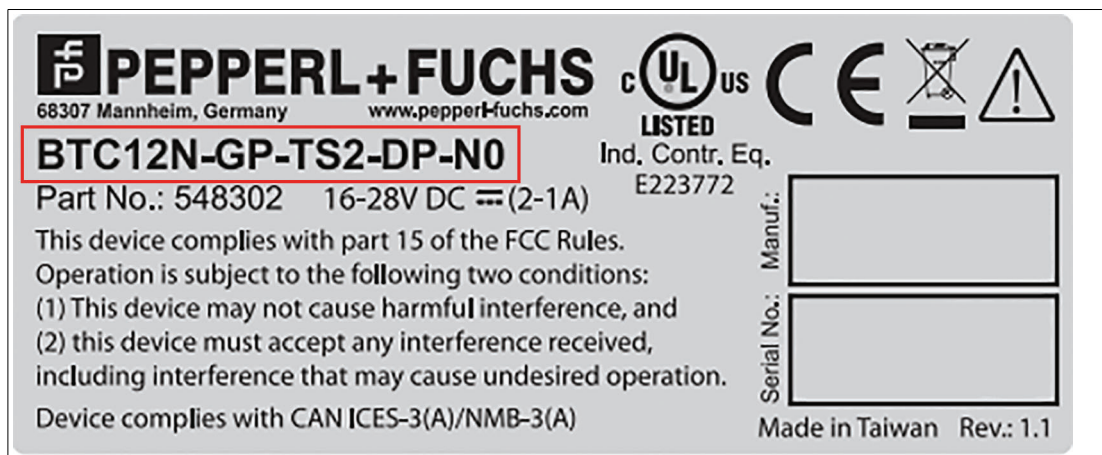 PEPPERL+FUCHS
68307 Mannheim, Germany www.pepperl-fuchs.com
BTC12N-GP-TS2-DP-N0
Part No.: 548302 16-28V DC ⎓ (2-1A)
This device complies with part 15 of the FCC Rules.
Operation is subject to the following two conditions:
(1) This device may not cause harmful interference, and
(2) this device must accept any interference received,
including interference that may cause undesired operation.
Device complies with CAN ICES-3(A)/NMB-3(A)
C UL US
LISTED
Ind. Contr. Eq.
E223772
CE
Manuf.:
Serial No.:
Made in Taiwan Rev.: 1.1